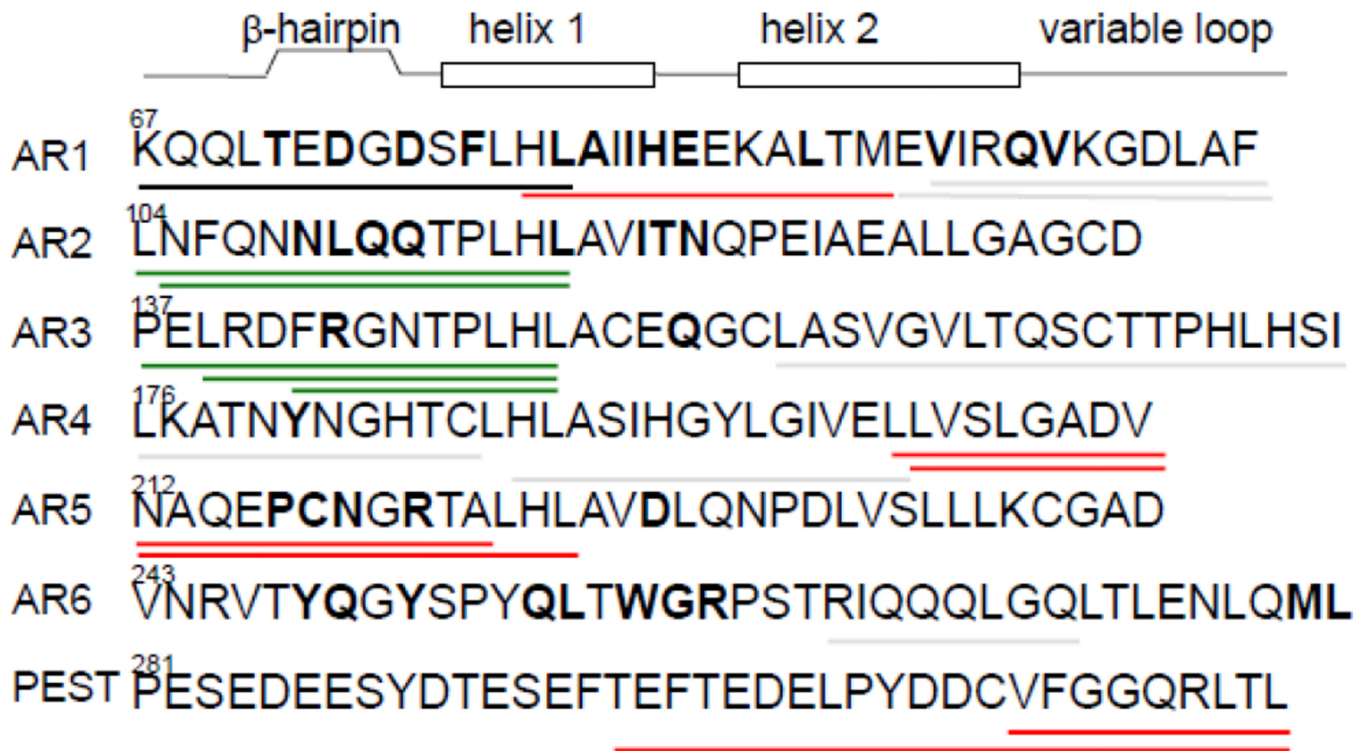 β-hairpin helix 1 helix 2 variable loop
67
AR1 KQQLTEDGDSFLHLAIIHEEKALTMEVIRQVKGDLAF
104
AR2 LNFQNNLQQTPLHLAVITNQPEIAEALLGAGCD
137
AR3 PELRDFRGNTPLHLACEQGCLASVGVLTQSCTTPHLHSI
176
AR4 LKATNYNGHTCLHLASIHGYLGIVELLVSLGADV
212
AR5 NAQEPCNGRTALHLAVDLQNPDLVSLLLKCGAD
243
AR6 VNRVTYQGYSPYQLTWGRPSTRIQQQLGQLTLENLQML
281
PEST PESEDEESYDTESEFTEFTEDELPYDDCVFGGQRLTL